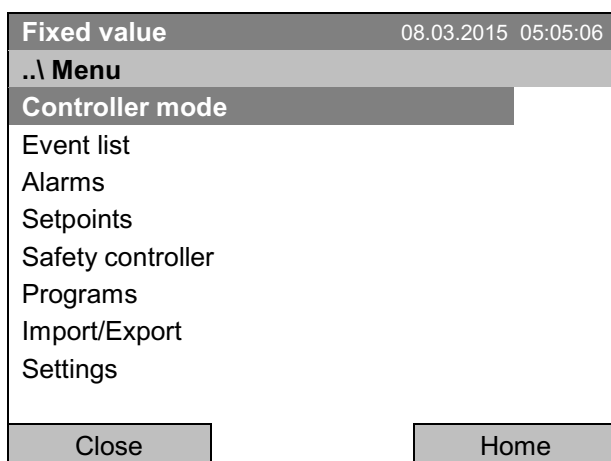 Fixed value 08.03.2015 05:05:06
..\ Menu
Controller mode
Event list
Alarms
Setpoints
Safety controller
Programs
Import/Export
Settings
Close Home